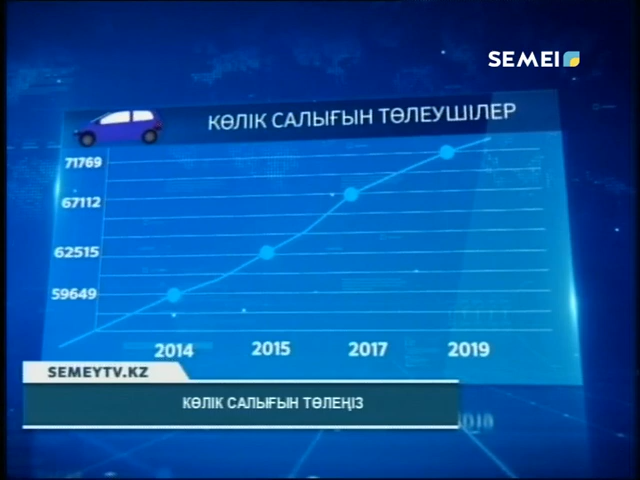 SEMEI
КӨЛІК САЛЫҒЫН ТӨЛЕУШІЛЕР
71769
67112
62515
59649
2014 2015 2017 2019
SEMEYTV.KZ
КӨЛІК САЛЫҒЫН ТӨЛЕҢІЗ